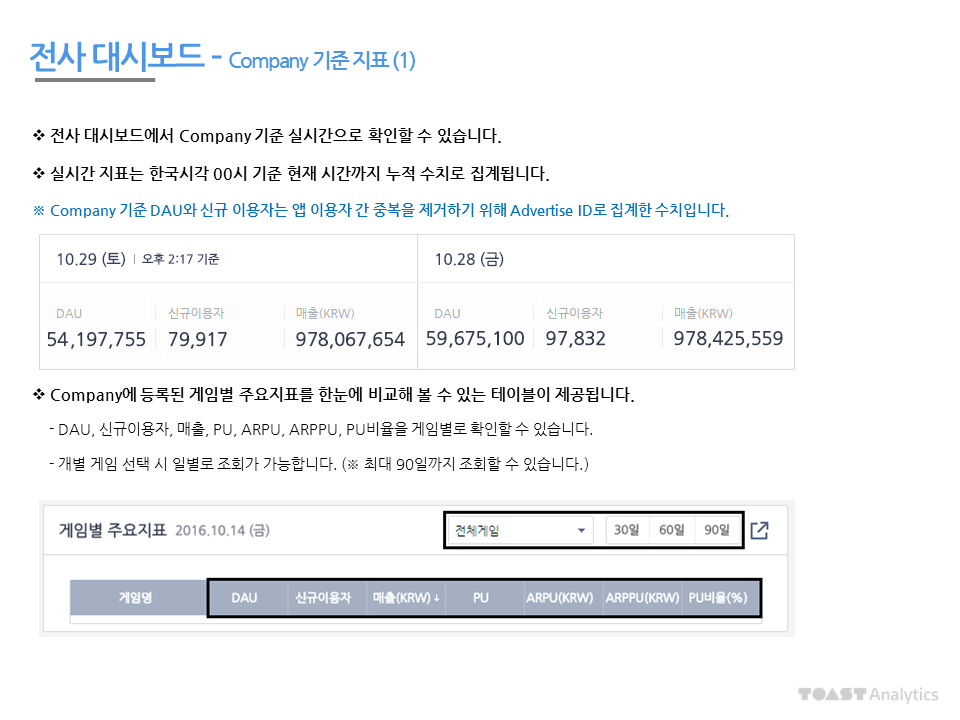 전사 대시보드 - Company 기준 지표 (1)
❖ 전사 대시보드에서 Company 기준 실시간으로 확인할 수 있습니다.
❖ 실시간 지표는 한국시각 00시 기준 현재 시간까지 누적 수치로 집계됩니다.
※ Company 기준 DAU와 신규 이용자는 앱 이용자 간 중복을 제거하기 위해 Advertise ID로 집계한 수치입니다.
10.29 (토) | 오후 2:17 기준 10.28 (금)
DAU 신규이용자 매출(KRW) DAU 신규이용자 매출(KRW)
54,197,755 79,917 978,067,654 59,675,100 97,832 978,425,559
❖ Company에 등록된 게임별 주요지표를 한눈에 비교해 볼 수 있는 테이블이 제공됩니다.
- DAU, 신규이용자, 매출, PU, ARPU, ARPPU, PU비율을 게임별로 확인할 수 있습니다.
- 개별 게임 선택 시 일별로 조회가 가능합니다. (※ 최대 90일까지 조회할 수 있습니다.)
게임별 주요지표 2016.10.14 (금) 전체게임 30일 60일 90일
게임명 DAU 신규이용자 매출(KRW)↓ PU ARPU(KRW) ARPPU(KRW) PU비율(%)
TOAST Analytics